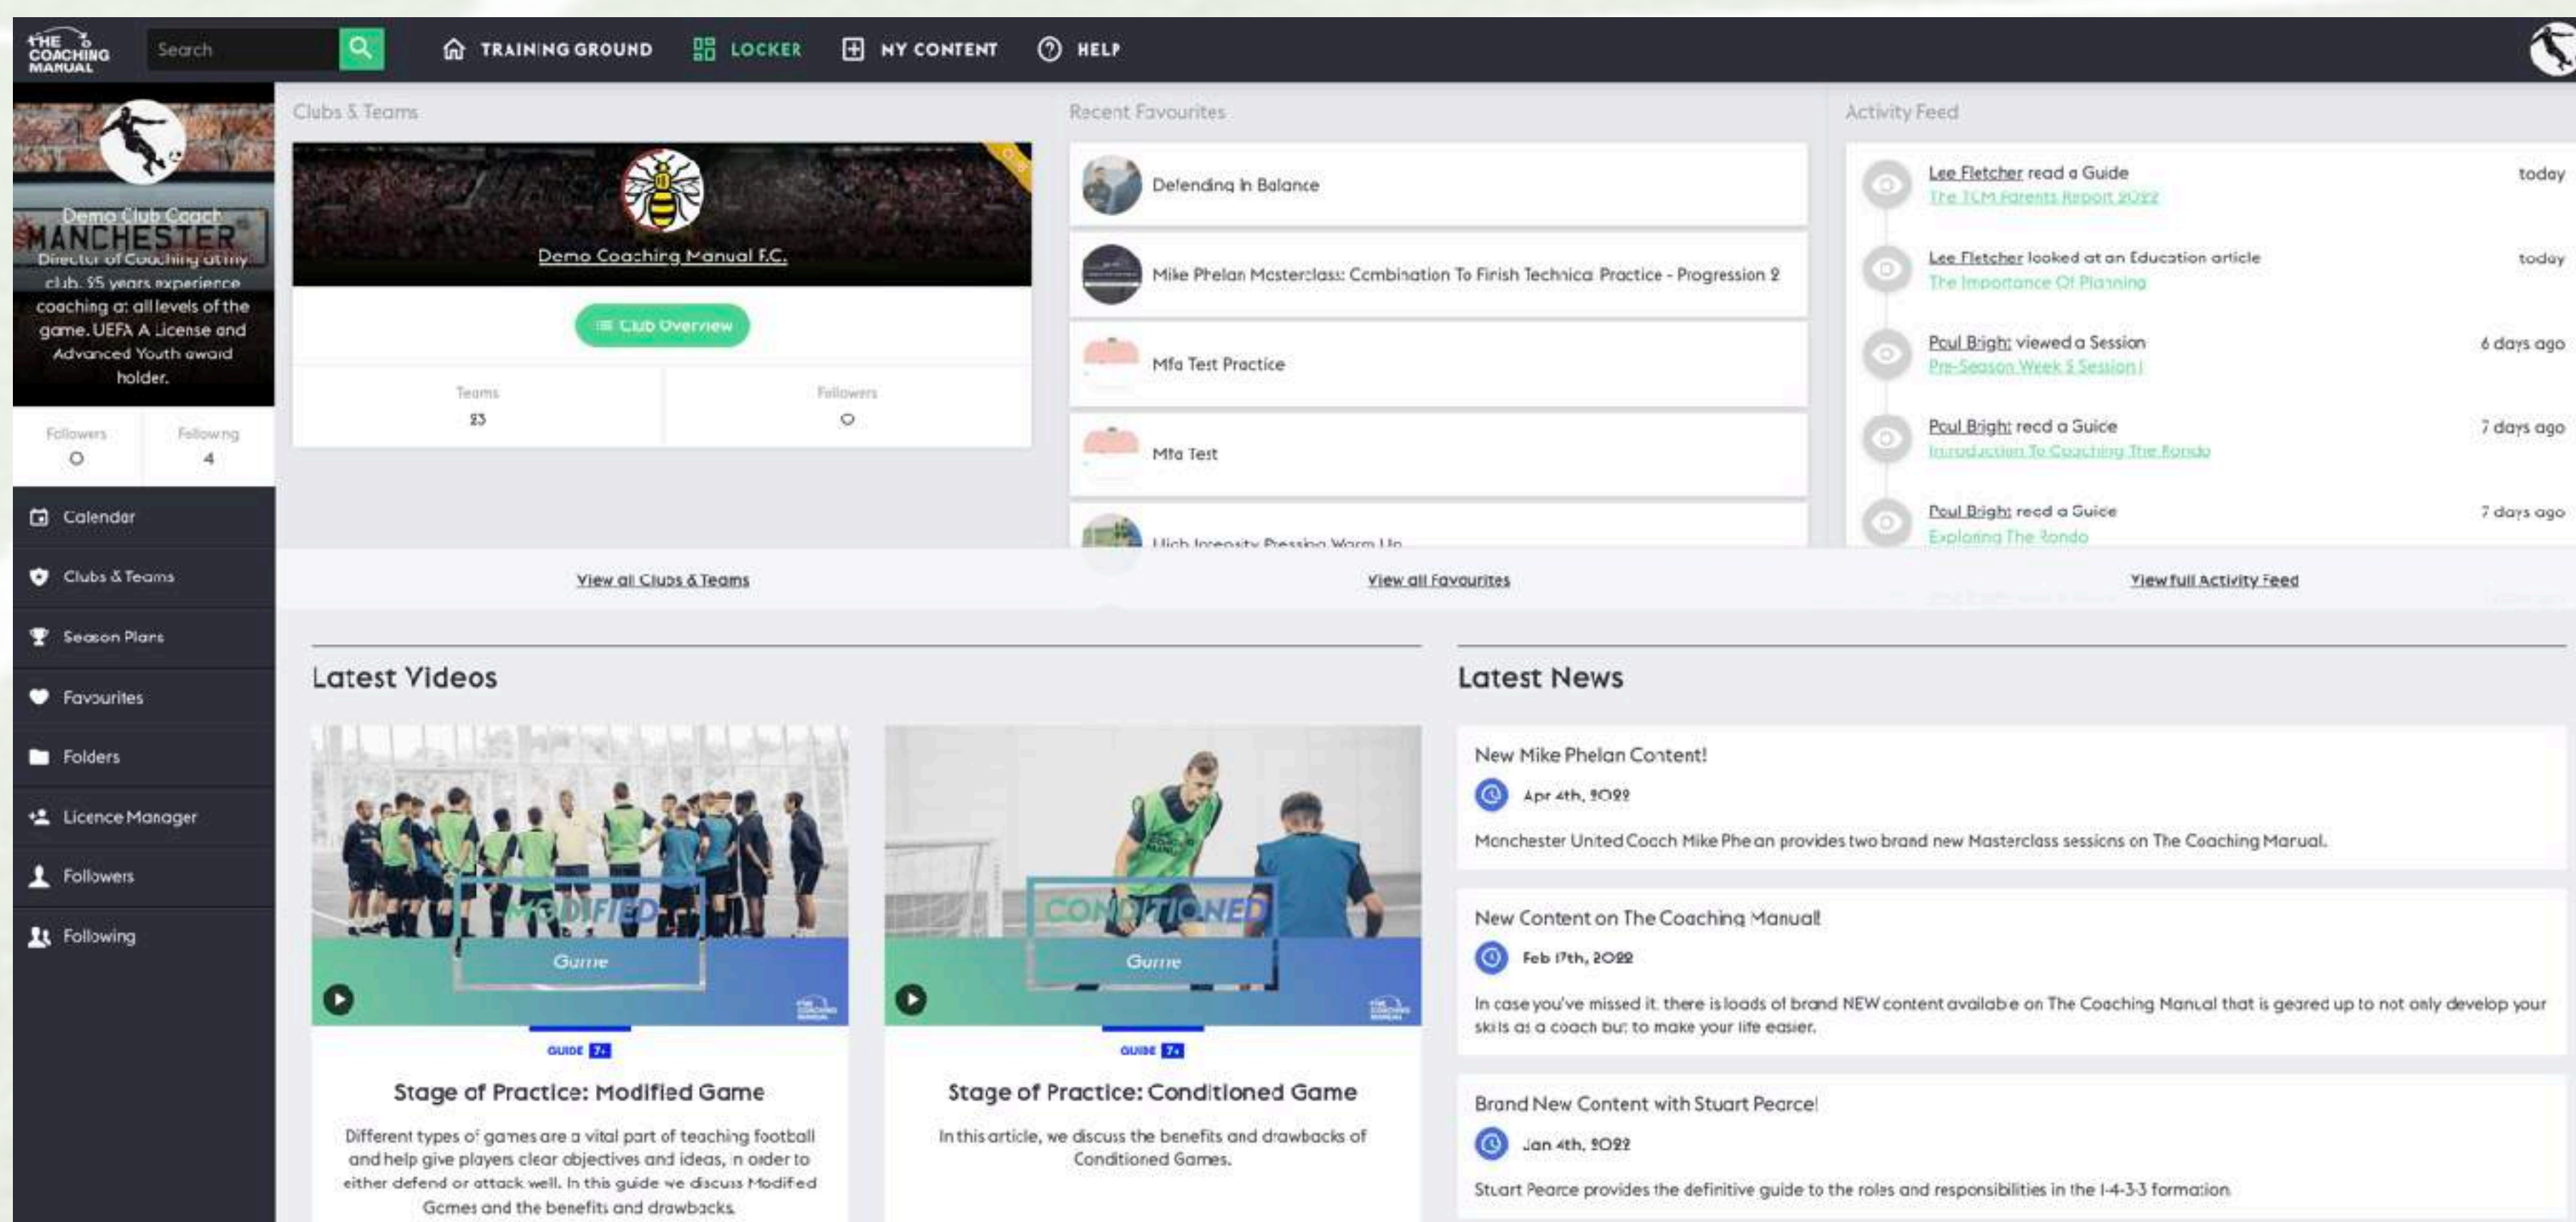 THE
COACHING
MANUAL
Search
TRAINING GROUND
LOCKER
MY CONTENT
HELP
Demo Club Coach
MANCHESTER
Director of Coaching at my
club. 25 years experience
coaching at all levels of the
game. UEFA A License and
Advanced Youth award
holder.
Followers
0
Following
4
Calendar
Clubs & Teams
Season Plans
Favourites
Folders
Licence Manager
Followers
Following
Clubs & Teams
Demo Coaching Manual F.C.
Club Overview
Teams
23
Followers
0
View all Clubs & Teams
Recent Favourites
Defending In Balance
Mike Phelan Masterclass: Combination To Finish Technical Practice - Progression 2
Mfa Test Practice
Mfa Test
High Intensity Pressing Warm Up
View all Favourites
Activity Feed
Lee Fletcher read a Guide
today
The TCM Parents Report 2022
Lee Fletcher looked at an Education article
today
The Importance Of Planning
Paul Bright viewed a Session
6 days ago
Pre-Season Week 5 Session 1
Paul Bright read a Guide
7 days ago
Introduction To Coaching The Rondo
Paul Bright read a Guide
7 days ago
Exploring The Rondo
View full Activity Feed
Latest Videos
MODIFIED
Game
THE
COACHING
MANUAL
GUIDE 7+
Stage of Practice: Modified Game
Different types of games are a vital part of teaching football
and help give players clear objectives and ideas, in order to
either defend or attack well. In this guide we discuss Modified
Games and the benefits and drawbacks.
CONDITIONED
Game
THE
COACHING
MANUAL
GUIDE 7+
Stage of Practice: Conditioned Game
In this article, we discuss the benefits and drawbacks of
Conditioned Games.
Latest News
New Mike Phelan Content!
Apr 4th, 2022
Manchester United Coach Mike Phelan provides two brand new Masterclass sessions on The Coaching Manual.
New Content on The Coaching Manual!
Feb 17th, 2022
In case you've missed it, there is loads of brand NEW content available on The Coaching Manual that is geared up to not only develop your
skills as a coach but to make your life easier.
Brand New Content with Stuart Pearce!
Jan 4th, 2022
Stuart Pearce provides the definitive guide to the roles and responsibilities in the 1-4-3-3 formation